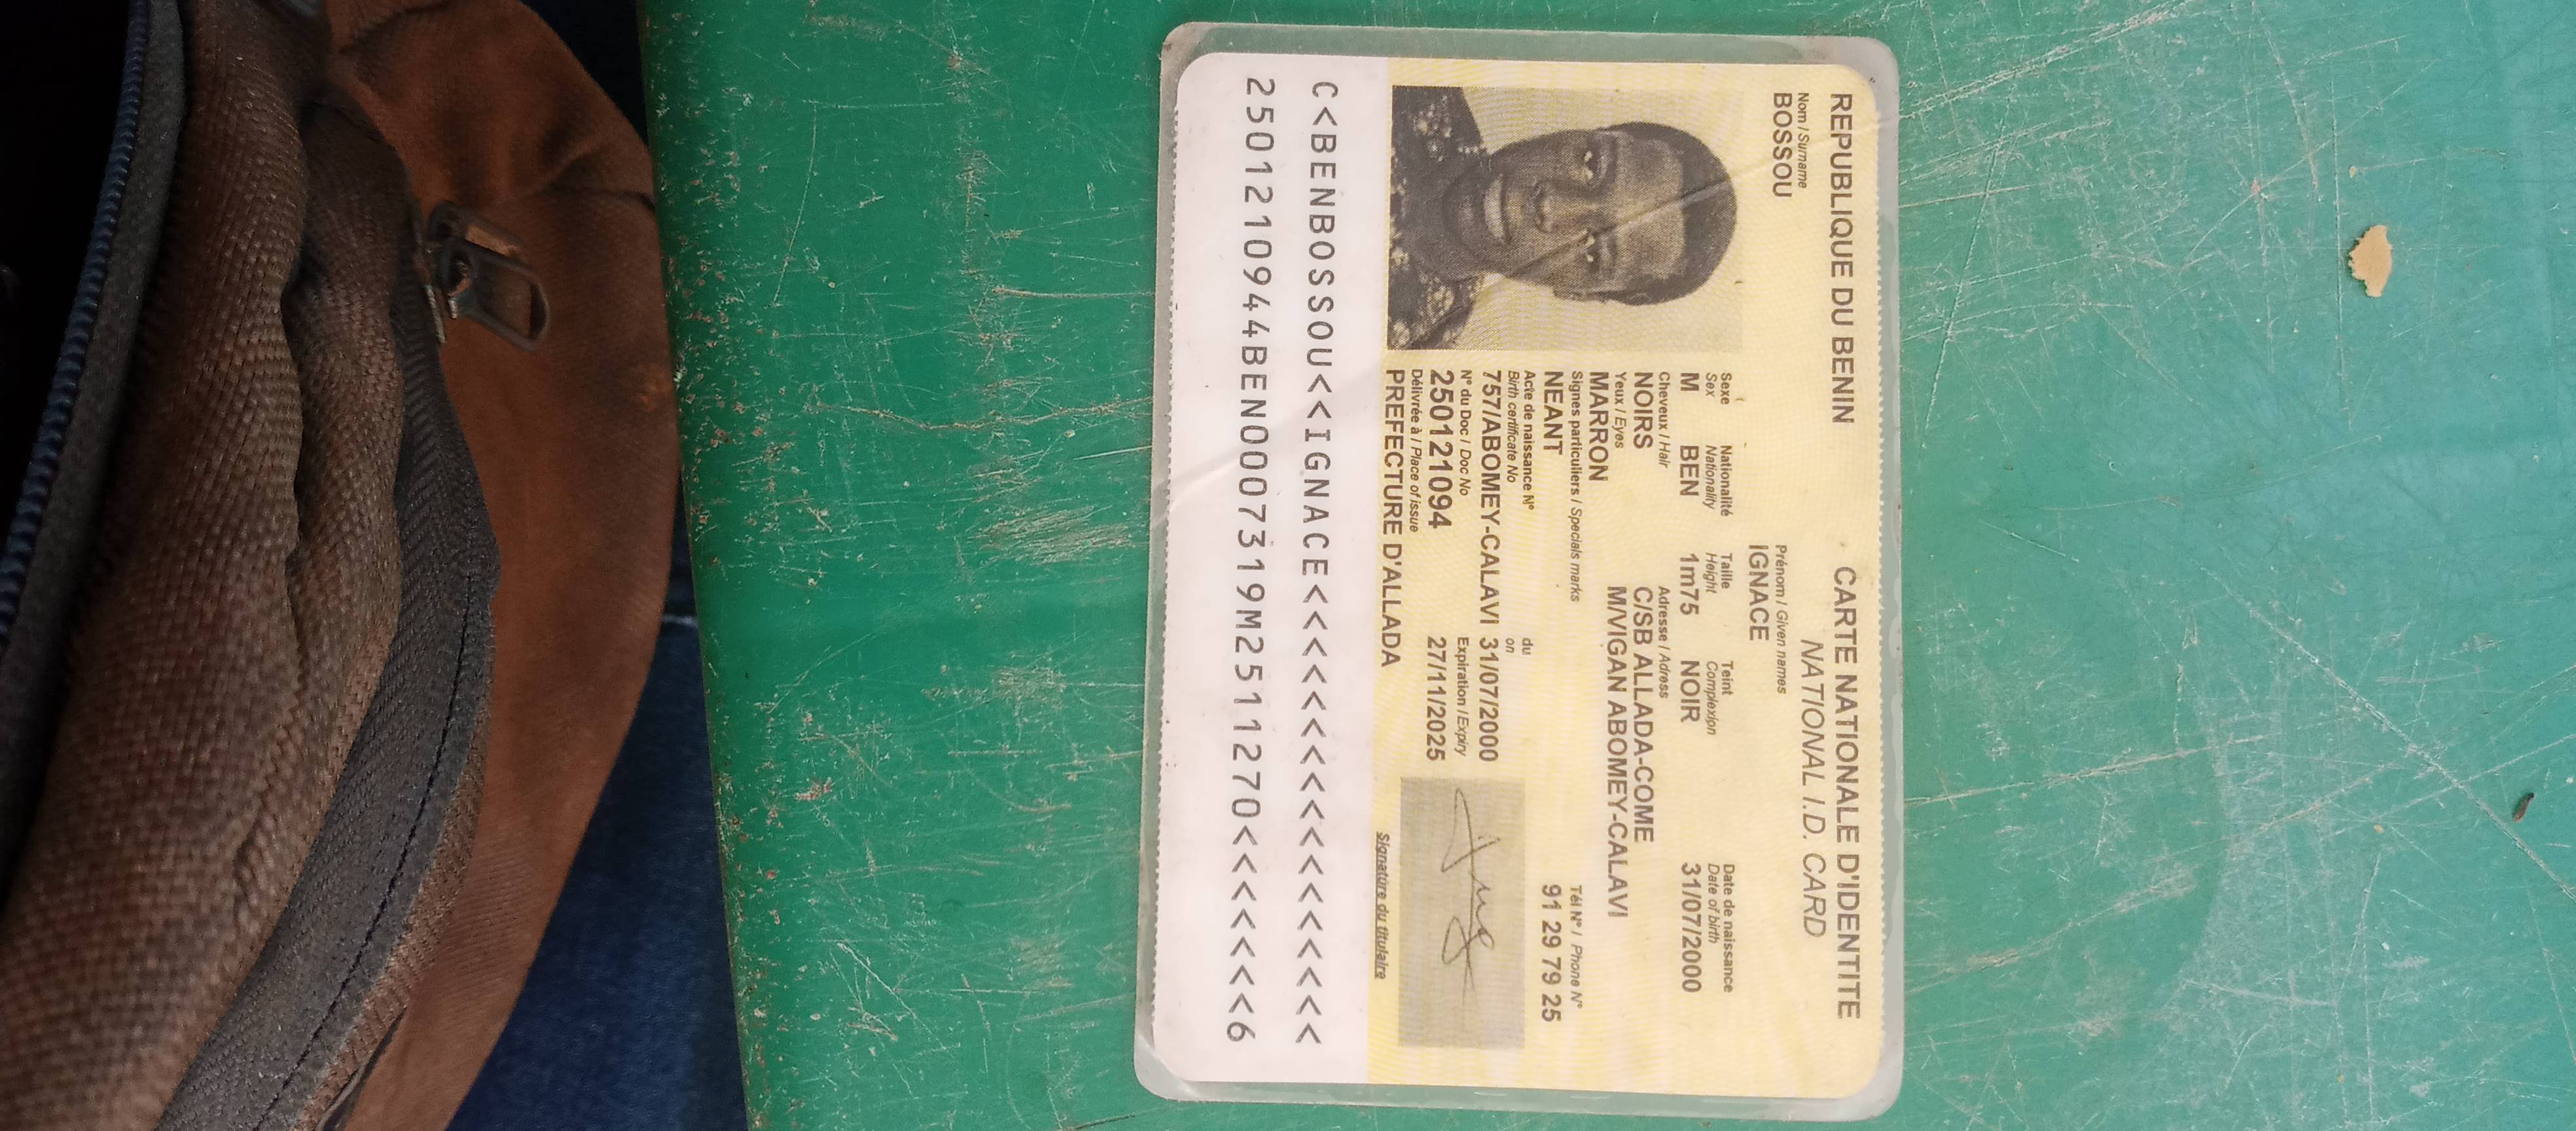 REPUBLIQUE DU BENIN
CARTE NATIONALE D'IDENTITE
NATIONAL I.D. CARD
Nom / Surname
BOSSOU
Prénom / Given names
IGNACE
Sexe Nationalité Taille Teint Date de naissance
Sex Nationality Height Complexion Date of birth
M BEN 1m75 NOIR 31/07/2000
Cheveux / Hair Adresse / Adress
NOIRS C/SB ALLADA-COME
Yeux / Eyes M/VIGAN ABOMEY-CALAVI
MARRON
Signes particuliers / Specials marks Tél N° / Phone N°
NEANT 91 29 79 25
Acte de naissance N° du
Birth certificate No on
757/ABOMEY-CALAVI 31/07/2000
N° du Doc / Doc No Expiration / Expiry
250121094 27/11/2025
Délivrée à / Place of issue
PREFECTURE D'ALLADA
Signature du titulaire
C<BENBOSSOU<<IGNACE<<<<<<<<<<<<<<<<<
2501210944BEN0007319M2511270<<<<<<<6